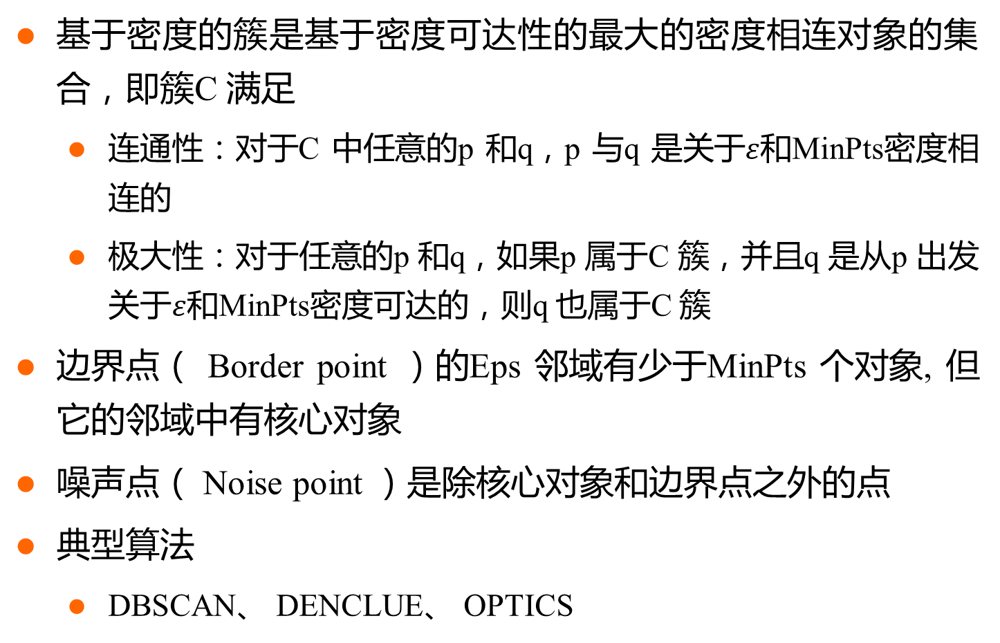 ● 基于密度的簇是基于密度可达性的最大的密度相连对象的集
合，即簇C 满足
● 连通性：对于C 中任意的p 和q，p 与q 是关于ε和MinPts密度相
连的
● 极大性：对于任意的p 和q，如果p 属于C 簇，并且q 是从p 出发
关于ε和MinPts密度可达的，则q 也属于C 簇
● 边界点（ Border point ）的Eps 邻域有少于MinPts 个对象, 但
它的邻域中有核心对象
● 噪声点（ Noise point ）是除核心对象和边界点之外的点
● 典型算法
● DBSCAN、 DENCLUE、 OPTICS